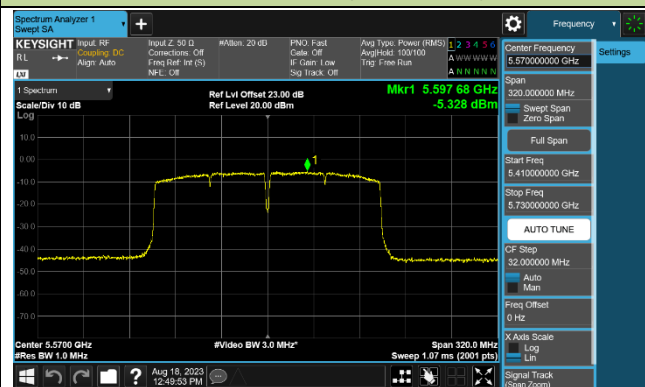 Spectrum Analyzer 1
Swept SA
Frequency
KEYSIGHT
RL
LXI
Input: RF
Coupling: DC
Align: Auto
Input Z: 50 Ω
Corrections: Off
Freq Ref: Int (S)
NFE: Off
#Atten: 20 dB
PNO: Fast
Gate: Off
IF Gain: Low
Sig Track: Off
Avg Type: Power (RMS)
Avg|Hold: 100/100
Trig: Free Run
1 2 3 4 5 6
A W W W W W
A N N N N N
1 Spectrum
Scale/Div 10 dB
Log
Ref Lvl Offset 23.00 dB
Ref Level 20.00 dBm
Mkr1 5.597 68 GHz
-5.328 dBm
10.0
0.00
-10.0
-20.0
-30.0
-40.0
-50.0
-60.0
-70.0
1
Center 5.5700 GHz
#Res BW 1.0 MHz
#Video BW 3.0 MHz*
Span 320.0 MHz
Sweep 1.07 ms (2001 pts)
Aug 18, 2023
12:49:53 PM
?
Center Frequency
5.570000000 GHz
Span
320.000000 MHz
Swept Span
Zero Span
Full Span
Start Freq
5.410000000 GHz
Stop Freq
5.730000000 GHz
AUTO TUNE
CF Step
32.000000 MHz
Auto
Man
Freq Offset
0 Hz
X Axis Scale
Log
Lin
Signal Track
(Span Zoom)
Settings